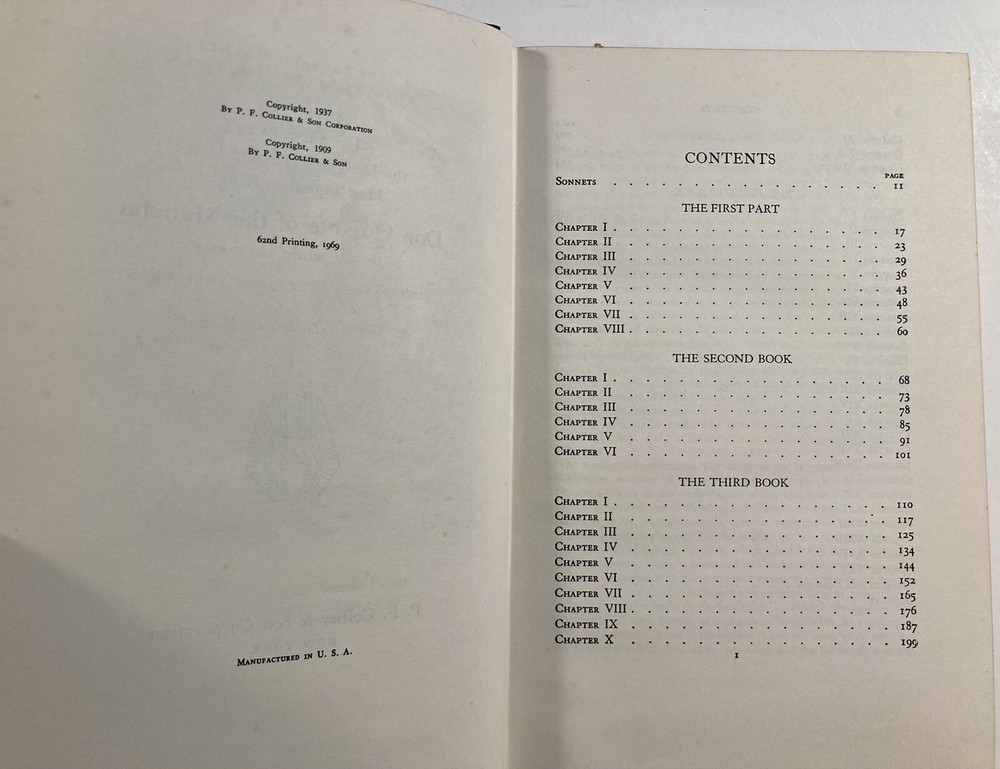 Copyright, 1937
By P. F. Collier & Son Corporation
Copyright, 1909
By P. F. Collier & Son
62nd Printing, 1969
Manufactured in U. S. A.
CONTENTS
PAGE
Sonnets . . . . . . . . . . . . . . . . 11
THE FIRST PART
Chapter I . . . . . . . . . . . . . . . . 17
Chapter II . . . . . . . . . . . . . . . 23
Chapter III . . . . . . . . . . . . . . . 29
Chapter IV . . . . . . . . . . . . . . . 36
Chapter V . . . . . . . . . . . . . . . 43
Chapter VI . . . . . . . . . . . . . . . 48
Chapter VII . . . . . . . . . . . . . . . 55
Chapter VIII . . . . . . . . . . . . . . . 60
THE SECOND BOOK
Chapter I . . . . . . . . . . . . . . . . 68
Chapter II . . . . . . . . . . . . . . . 73
Chapter III . . . . . . . . . . . . . . . 78
Chapter IV . . . . . . . . . . . . . . . 85
Chapter V . . . . . . . . . . . . . . . 91
Chapter VI . . . . . . . . . . . . . . . 101
THE THIRD BOOK
Chapter I . . . . . . . . . . . . . . . . 110
Chapter II . . . . . . . . . . . . . . . 117
Chapter III . . . . . . . . . . . . . . . 125
Chapter IV . . . . . . . . . . . . . . . 134
Chapter V . . . . . . . . . . . . . . . 144
Chapter VI . . . . . . . . . . . . . . . 152
Chapter VII . . . . . . . . . . . . . . . 165
Chapter VIII . . . . . . . . . . . . . . . 176
Chapter IX . . . . . . . . . . . . . . . 187
Chapter X . . . . . . . . . . . . . . . 199
1